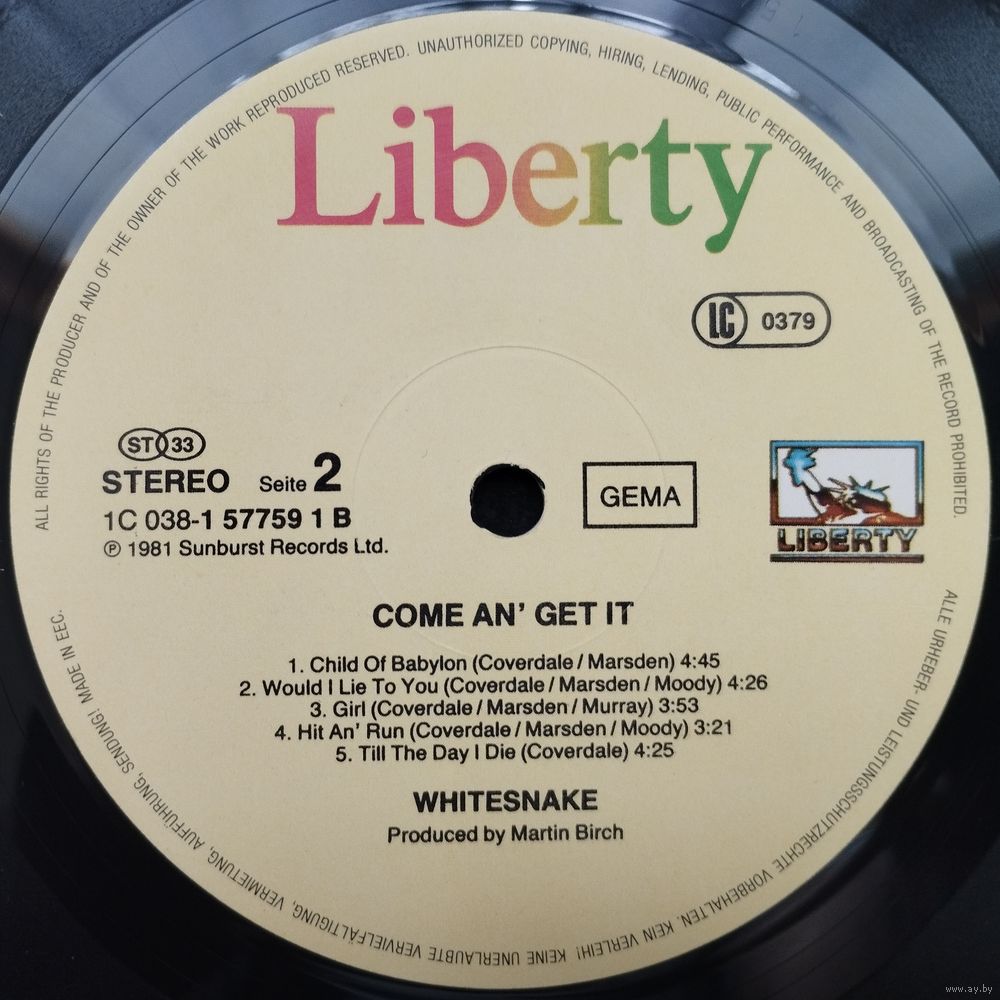 ALL RIGHTS OF THE PRODUCER AND OF THE OWNER OF THE WORK REPRODUCED RESERVED. UNAUTHORIZED COPYING, HIRING, LENDING, PUBLIC PERFORMANCE AND BROADCASTING OF THE RECORD PROHIBITED.
Liberty
LC 0379
ST 33
STEREO Seite 2
1C 038-1 57759 1 B
℗ 1981 Sunburst Records Ltd.
GEMA
LIBERTY
COME AN' GET IT
1. Child Of Babylon (Coverdale / Marsden) 4:45
2. Would I Lie To You (Coverdale / Marsden / Moody) 4:26
3. Girl (Coverdale / Marsden / Murray) 3:53
4. Hit An' Run (Coverdale / Marsden / Moody) 3:21
5. Till The Day I Die (Coverdale) 4:25
WHITESNAKE
Produced by Martin Birch
ALLE URHEBER- UND LEISTUNGSSCHUTZRECHTE VORBEHALTEN. KEIN VERLEIH! KEINE UNERLAUBTE VERVIELFÄLTIGUNG, VERMIETUNG, AUFFÜHRUNG, SENDUNG! MADE IN EEC.
www.ay.by